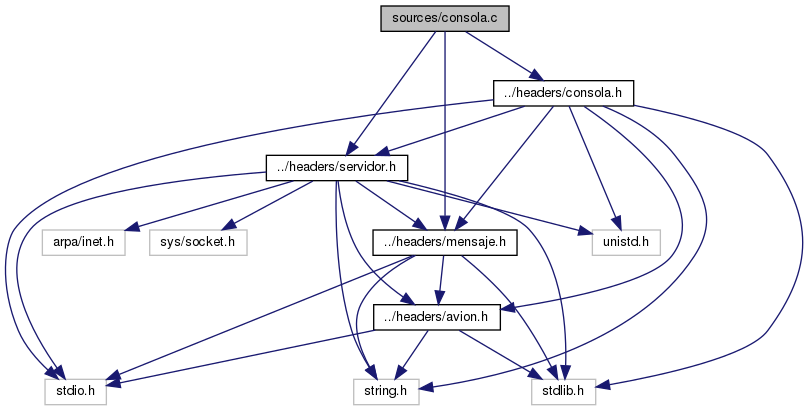 sources/consola.c
../headers/consola.h
../headers/servidor.h
arpa/inet.h
sys/socket.h
../headers/mensaje.h
unistd.h
../headers/avion.h
stdio.h
string.h
stdlib.h